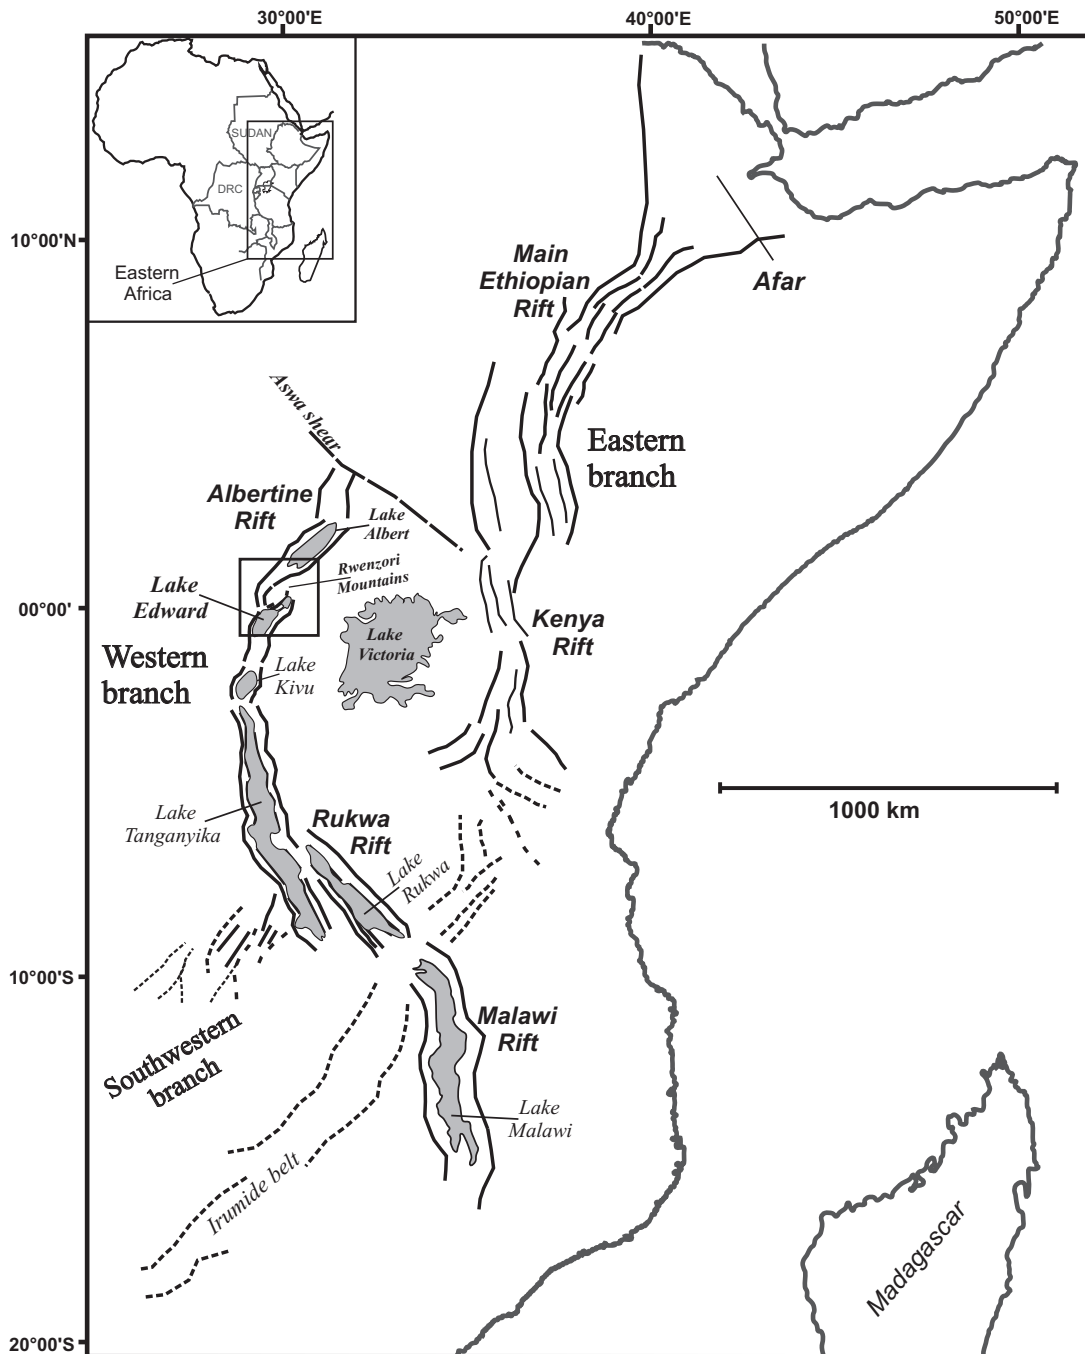 30°00'E
40°00'E
50°00'E
SUDAN
DRC
Eastern
Africa
10°00'N
Main
Ethiopian
Rift
Afar
Aswa shear
Eastern
branch
Albertine
Rift
Lake
Albert
Rwenzori
Mountains
Lake
Edward
00°00'
Lake
Victoria
Kenya
Rift
Western
branch
Lake
Kivu
1000 km
Lake
Tanganyika
Rukwa
Rift
Lake
Rukwa
10°00'S
Malawi
Rift
Southwestern
branch
Lake
Malawi
Irumide belt
Madagascar
20°00'S